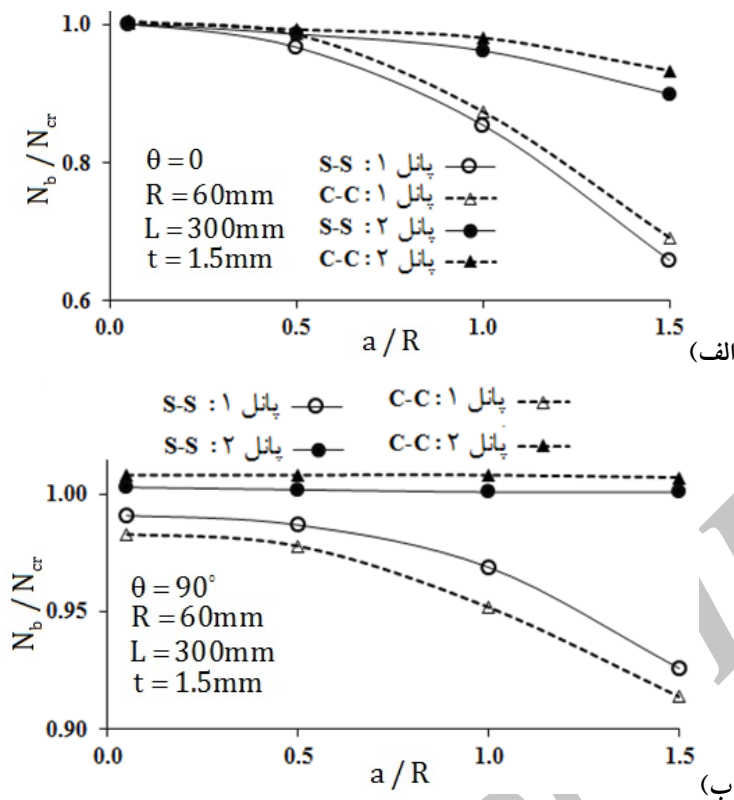 1.0
0.8
0.6
N_b / N_cr
θ = 0
R = 60mm
L = 300mm
t = 1.5mm
پانل ۱: S-S
پانل ۱: C-C
پانل ۲: S-S
پانل ۲: C-C
0.0 0.5 1.0 1.5
a / R
الف)
پانل ۱: S-S
پانل ۱: C-C
پانل ۲: S-S
پانل ۲: C-C
1.00
0.95
0.90
N_b / N_cr
θ = 90°
R = 60mm
L = 300mm
t = 1.5mm
0.0 0.5 1.0 1.5
a / R
ب)